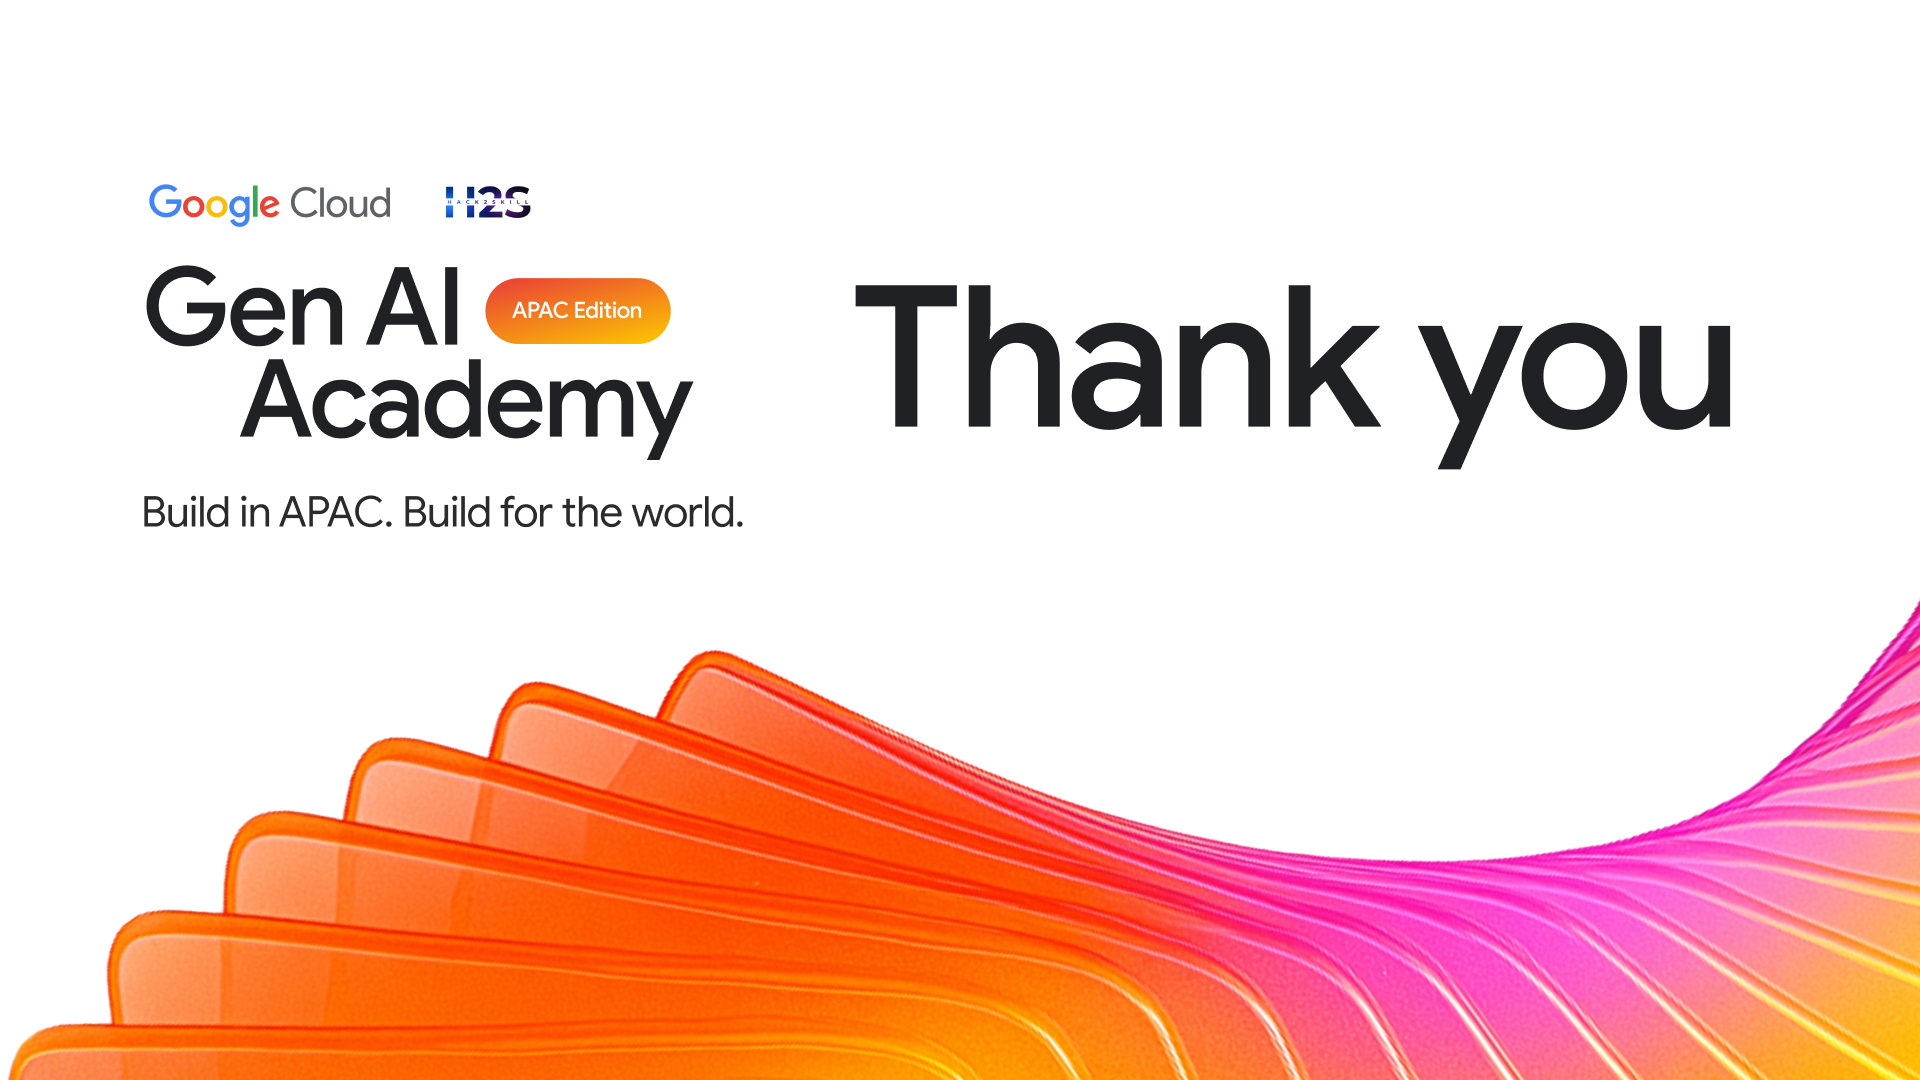 Google Cloud
H2S
HACK2SKILL
Gen AI
APAC Edition
Academy
Build in APAC. Build for the world.
Thank you